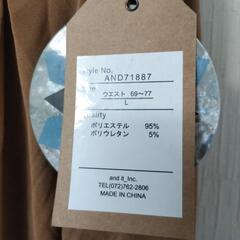 Style No.
AND71887
ウエスト 69～77
L
Quality
ポリエステル 95%
ポリウレタン 5%
and it_Inc.
TEL(072)762-2806
MADE IN CHINA